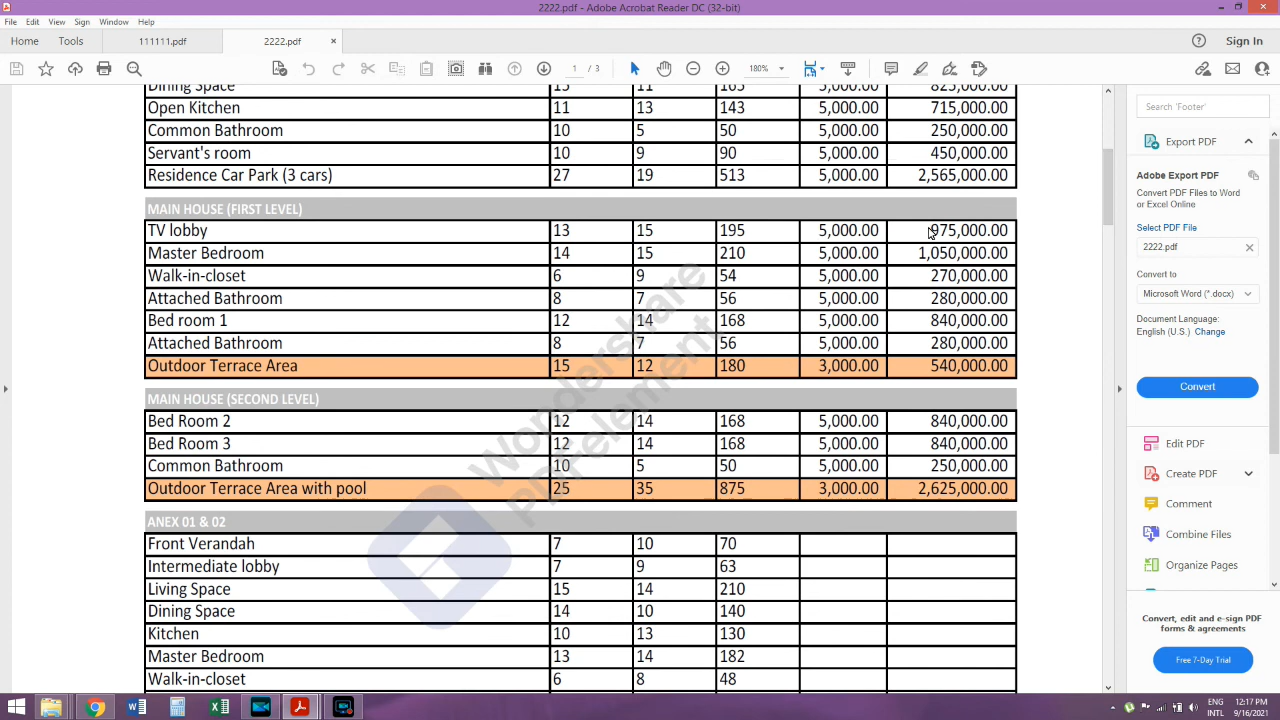 2222.pdf - Adobe Acrobat Reader DC (32-bit)
File Edit View Sign Window Help
Home Tools 111111.pdf 2222.pdf × Sign In
1 / 3 180%
Dining Space 15 11 165 5,000.00 825,000.00
Open Kitchen 11 13 143 5,000.00 715,000.00
Common Bathroom 10 5 50 5,000.00 250,000.00
Servant's room 10 9 90 5,000.00 450,000.00
Residence Car Park (3 cars) 27 19 513 5,000.00 2,565,000.00
MAIN HOUSE (FIRST LEVEL)
TV lobby 13 15 195 5,000.00 975,000.00
Master Bedroom 14 15 210 5,000.00 1,050,000.00
Walk-in-closet 6 9 54 5,000.00 270,000.00
Attached Bathroom 8 7 56 5,000.00 280,000.00
Bed room 1 12 14 168 5,000.00 840,000.00
Attached Bathroom 8 7 56 5,000.00 280,000.00
Outdoor Terrace Area 15 12 180 3,000.00 540,000.00
MAIN HOUSE (SECOND LEVEL)
Bed Room 2 12 14 168 5,000.00 840,000.00
Bed Room 3 12 14 168 5,000.00 840,000.00
Common Bathroom 10 5 50 5,000.00 250,000.00
Outdoor Terrace Area with pool 25 35 875 3,000.00 2,625,000.00
ANEX 01 & 02
Front Verandah 7 10 70
Intermediate lobby 7 9 63
Living Space 15 14 210
Dining Space 14 10 140
Kitchen 10 13 130
Master Bedroom 13 14 182
Walk-in-closet 6 8 48
Wondershare
PDFelement
Search 'Footer'
Export PDF
Adobe Export PDF
Convert PDF Files to Word
or Excel Online
Select PDF File
2222.pdf
Convert to
Microsoft Word (*.docx)
Document Language:
English (U.S.) Change
Convert
Edit PDF
Create PDF
Comment
Combine Files
Organize Pages
Convert, edit and e-sign PDF
forms & agreements
Free 7-Day Trial
ENG 12:17 PM
INTL 9/16/2021